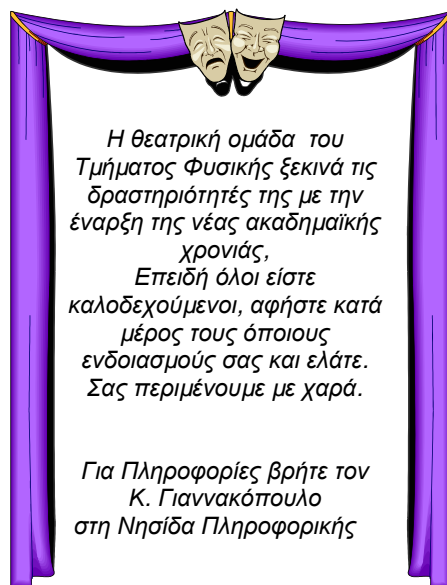 Η θεατρική ομάδα του
Τμήματος Φυσικής ξεκινά τις
δραστηριότητές της με την
έναρξη της νέας ακαδημαϊκής
χρονιάς,
Επειδή όλοι είστε
καλοδεχούμενοι, αφήστε κατά
μέρος τους όποιους
ενδοιασμούς σας και ελάτε.
Σας περιμένουμε με χαρά.
Για Πληροφορίες βρήτε τον
Κ. Γιαννακόπουλο
στη Νησίδα Πληροφορικής